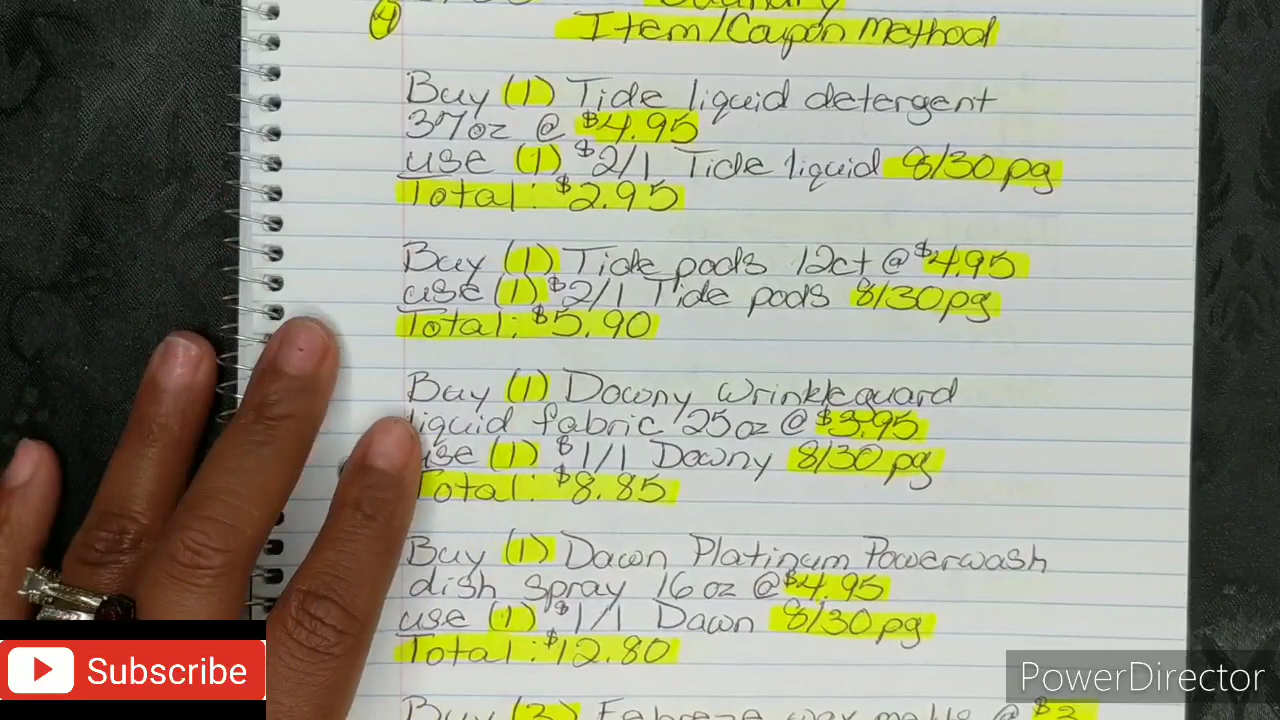 4
Item/Coupon Method
Buy (1) Tide liquid detergent
37oz @ $4.95
use (1) $2/1 Tide liquid 8/30 pg
Total: $2.95
Buy (1) Tide pods 12ct @ $4.95
use (1) $2/1 Tide pods 8/30 pg
Total: $5.90
Buy (1) Downy Wrinkleguard
liquid fabric 25oz @ $3.95
use (1) $1/1 Downy 8/30 pg
Total: $8.85
Buy (1) Dawn Platinum Powerwash
dish spray 16oz @ $4.95
use (1) $1/1 Dawn 8/30 pg
Total: $12.80
Buy
Subscribe
PowerDirector